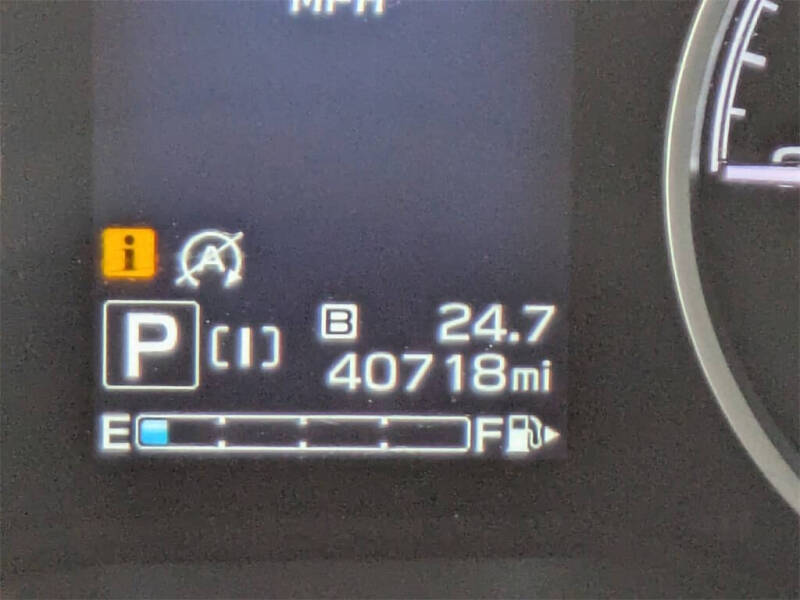 MPH
i A
P [I] B 24.7
40718mi
E F